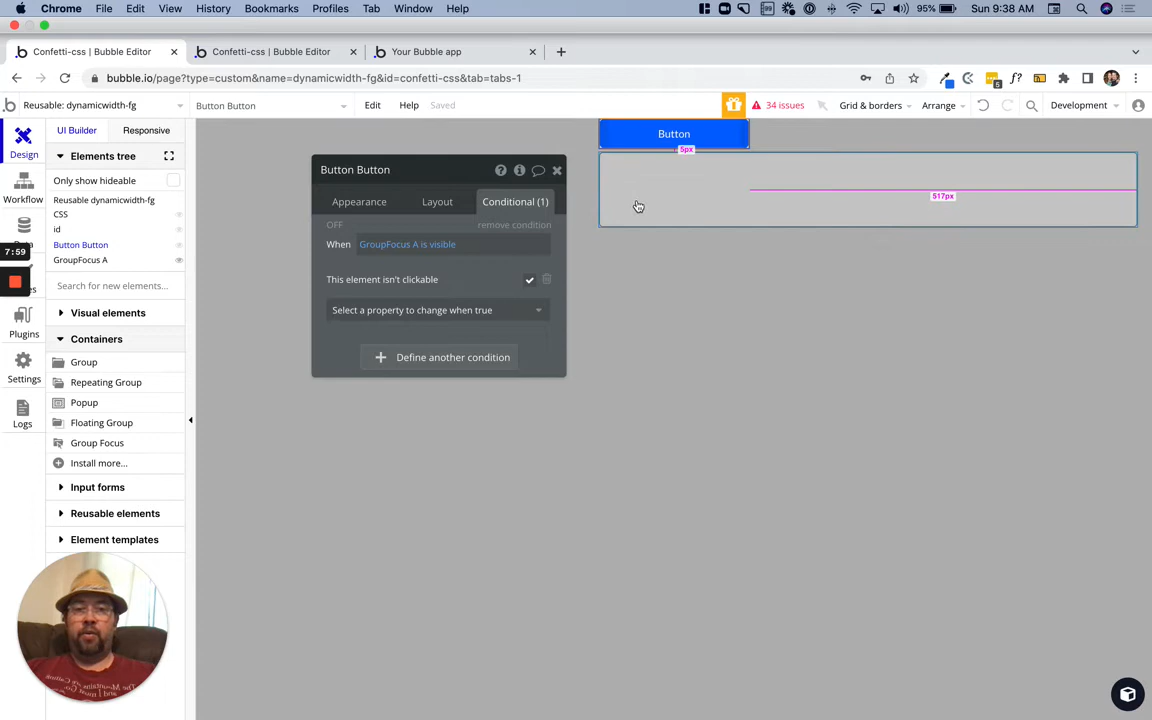 Chrome File Edit View History Bookmarks Profiles Tab Window Help 95% Sun 9:38 AM
Confetti-css | Bubble Editor Confetti-css | Bubble Editor Your Bubble app
bubble.io/page?type=custom&name=dynamicwidth-fg&id=confetti-css&tab=tabs-1
Reusable: dynamicwidth-fg Button Button Edit Help Saved 34 issues Grid & borders Arrange Development
UI Builder Responsive
Design
Elements tree
Only show hideable
Reusable dynamicwidth-fg
CSS
id
Button Button
GroupFocus A
Search for new elements...
Visual elements
Containers
Group
Repeating Group
Popup
Floating Group
Group Focus
Install more...
Input forms
Reusable elements
Element templates
Workflow
7:59
Plugins
Settings
Logs
Button Button
Appearance Layout Conditional (1)
OFF remove condition
When GroupFocus A is visible
This element isn't clickable
Select a property to change when true
Define another condition
Button
5px
517px